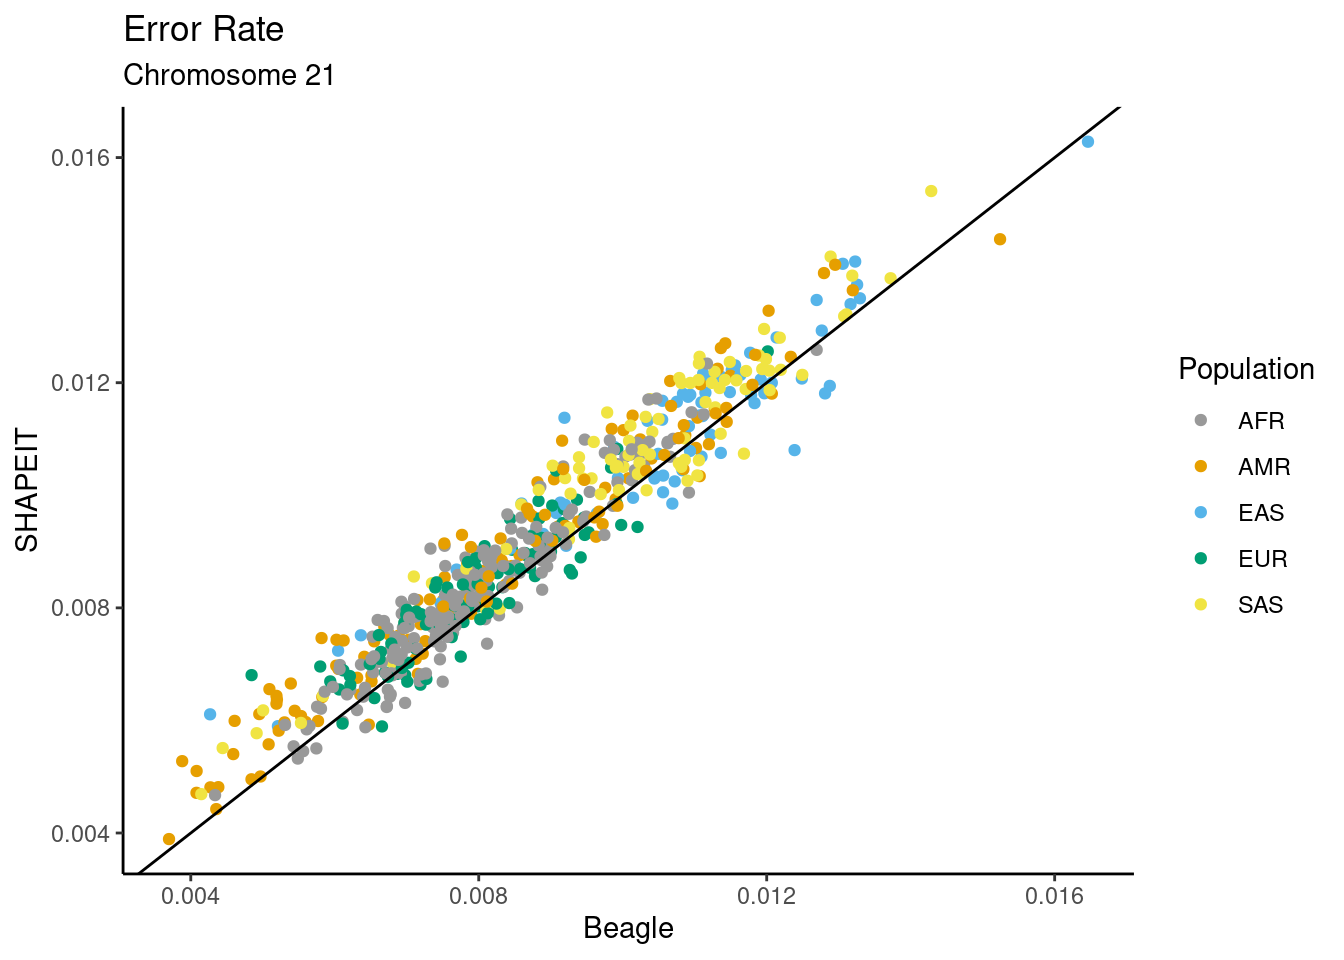 Error Rate
Chromosome 21
SHAPEIT
0.016
0.012
0.008
0.004
0.004 0.008 0.012 0.016
Beagle
Population
AFR
AMR
EAS
EUR
SAS